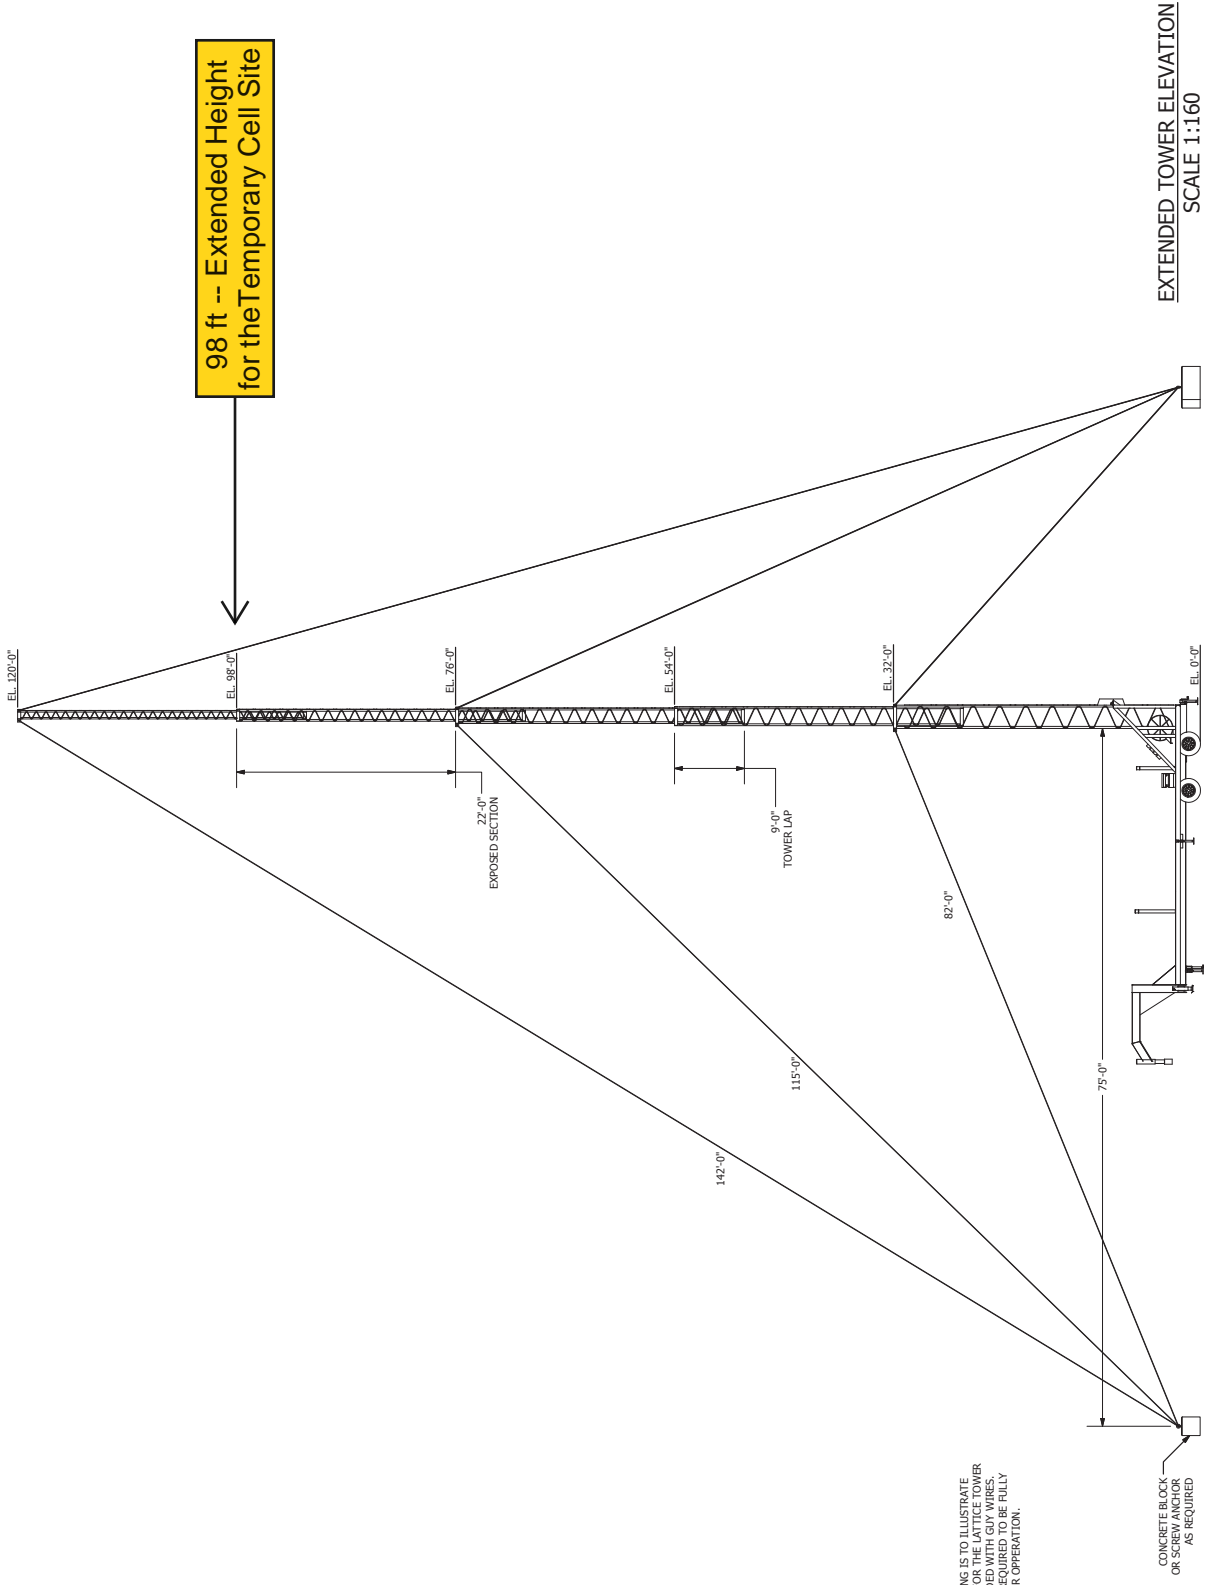 98 ft -- Extended Height
for theTemporary Cell Site
EXTENDED TOWER ELEVATION
SCALE 1:160
EL. 120'-0"
EL. 98'-0"
EL. 76'-0"
EL. 54'-0"
EL. 32'-0"
EL. 0'-0"
22'-0"
EXPOSED SECTION
9'-0"
TOWER LAP
82'-0"
115'-0"
142'-0"
75'-0"
NG IS TO ILLUSTRATE
OR THE LATTICE TOWER
DED WITH GUY WIRES.
EQUIRED TO BE FULLY
R OPPERATION.
CONCRETE BLOCK
OR SCREW ANCHOR
AS REQUIRED